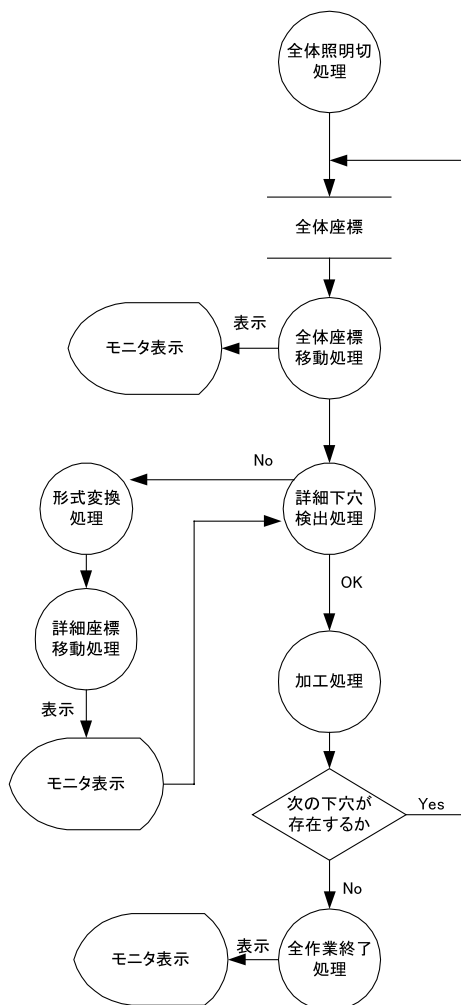 全体照明切
処理
全体座標
表示
モニタ表示
全体座標
移動処理
No
形式変換
処理
詳細下穴
検出処理
OK
詳細座標
移動処理
加工処理
表示
モニタ表示
次の下穴が
存在するか
Yes
No
表示
モニタ表示
全作業終了
処理